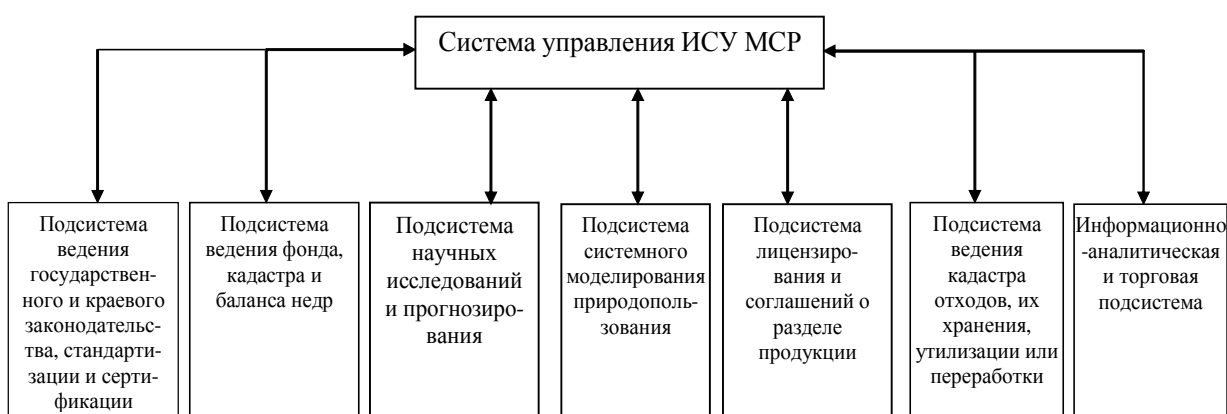 Система управления ИСУ МСР
Подсистема
ведения
государствен-
ного и краевого
законодательс-
тва, стандарти-
зации и серти-
фикации
Подсистема
ведения фонда,
кадастра и
баланса недр
Подсистема
научных
исследований
и прогнозиро-
вания
Подсистема
системного
моделирования
природополь-
зования
Подсистема
лицензиро-
вания и
соглашений о
разделе
продукции
Подсистема
ведения
кадастра
отходов, их
хранения,
утилизации или
переработки
Информационно
-аналитическая
и торговая
подсистема